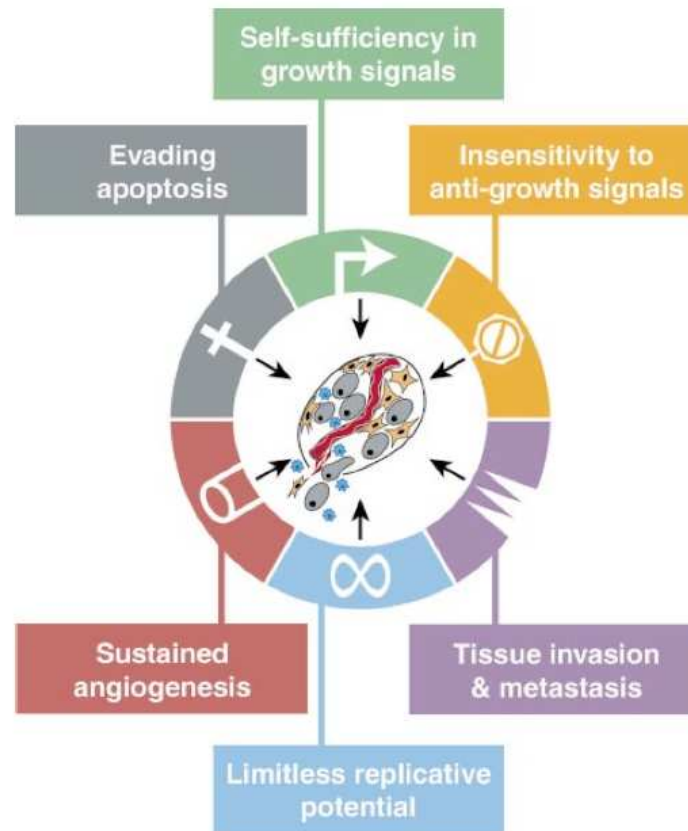 Self-sufficiency in
growth signals
Evading
apoptosis
Insensitivity to
anti-growth signals
Sustained
angiogenesis
Tissue invasion
& metastasis
Limitless replicative
potential